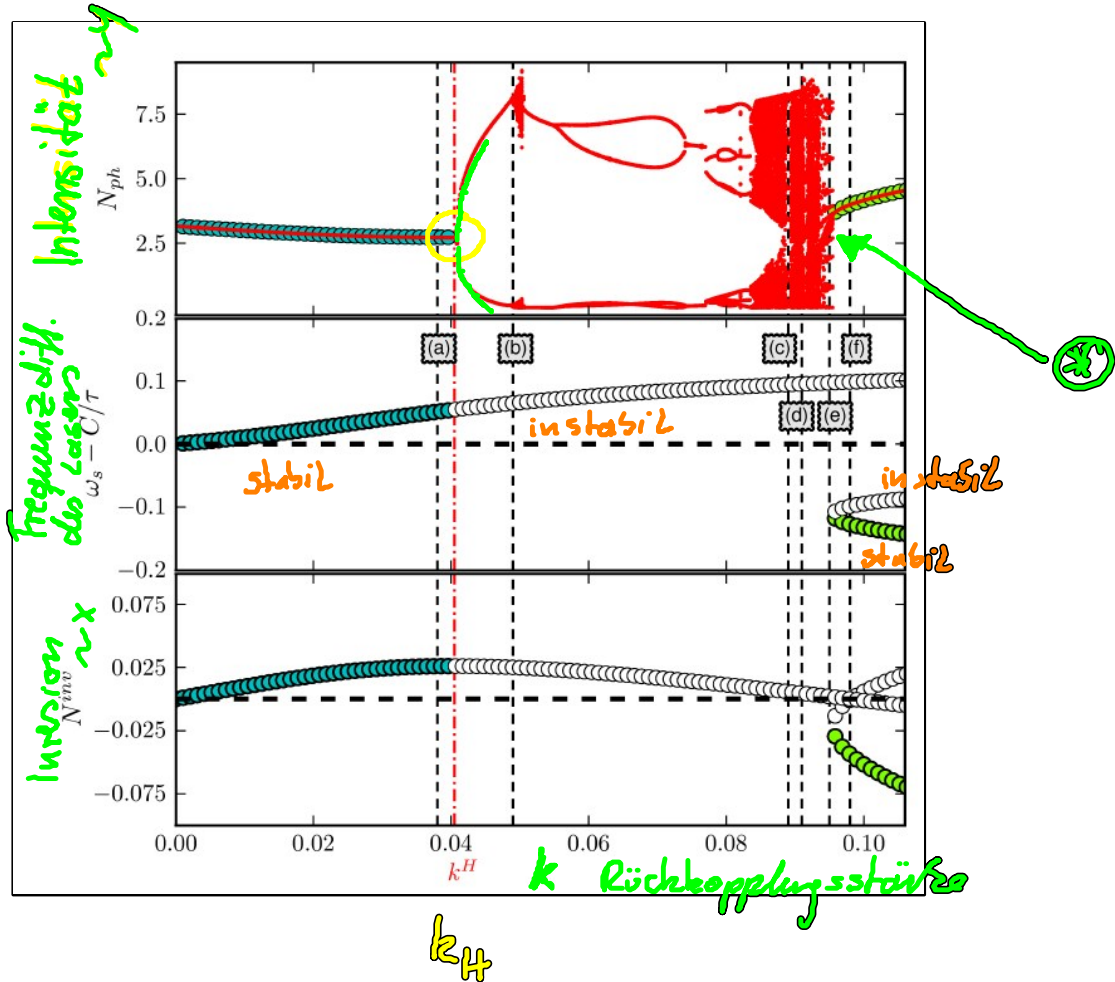 Intensität ~y
N_ph
7.5
5.0
2.5
0.2
0.1
0.0
−0.1
−0.2
Frequenzdiff.
des Lasers
ω_s − C/τ
(a)
(b)
(c)
(d)
(e)
(f)
stabil
instabil
instabil
stabil
Inversion ~x
N^inv
0.075
0.025
−0.025
−0.075
0.00
0.02
0.04
0.06
0.08
0.10
k^H
k Rückkopplungsstärke
k_H